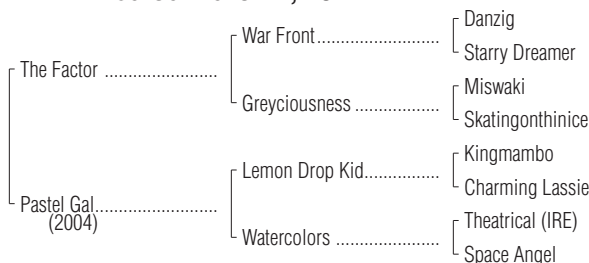 Danzig
War Front
Starry Dreamer
The Factor
Miswaki
Greyciousness
Skatingonthinice
Kingmambo
Lemon Drop Kid
Charming Lassie
Pastel Gal
(2004)
Theatrical (IRE)
Watercolors
Space Angel